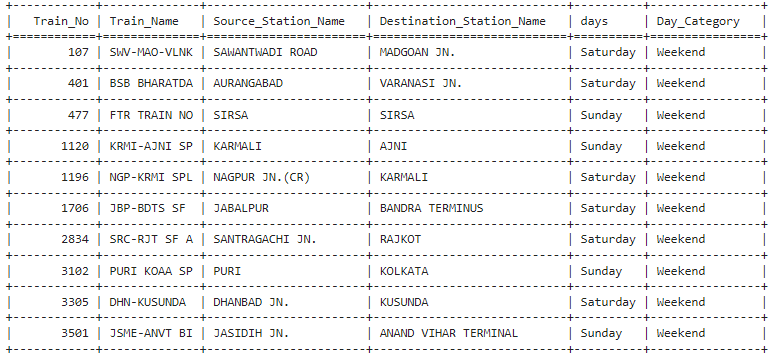 Train_No | Train_Name | Source_Station_Name | Destination_Station_Name | days | Day_Category
107 | SWV-MAO-VLNK | SAWANTWADI ROAD | MADGOAN JN. | Saturday | Weekend
401 | BSB BHARATDA | AURANGABAD | VARANASI JN. | Saturday | Weekend
477 | FTR TRAIN NO | SIRSA | SIRSA | Sunday | Weekend
1120 | KRMI-AJNI SP | KARMALI | AJNI | Sunday | Weekend
1196 | NGP-KRMI SPL | NAGPUR JN.(CR) | KARMALI | Saturday | Weekend
1706 | JBP-BDTS SF | JABALPUR | BANDRA TERMINUS | Saturday | Weekend
2834 | SRC-RJT SF A | SANTRAGACHI JN. | RAJKOT | Saturday | Weekend
3102 | PURI KOAA SP | PURI | KOLKATA | Sunday | Weekend
3305 | DHN-KUSUNDA | DHANBAD JN. | KUSUNDA | Saturday | Weekend
3501 | JSME-ANVT BI | JASIDIH JN. | ANAND VIHAR TERMINAL | Sunday | Weekend